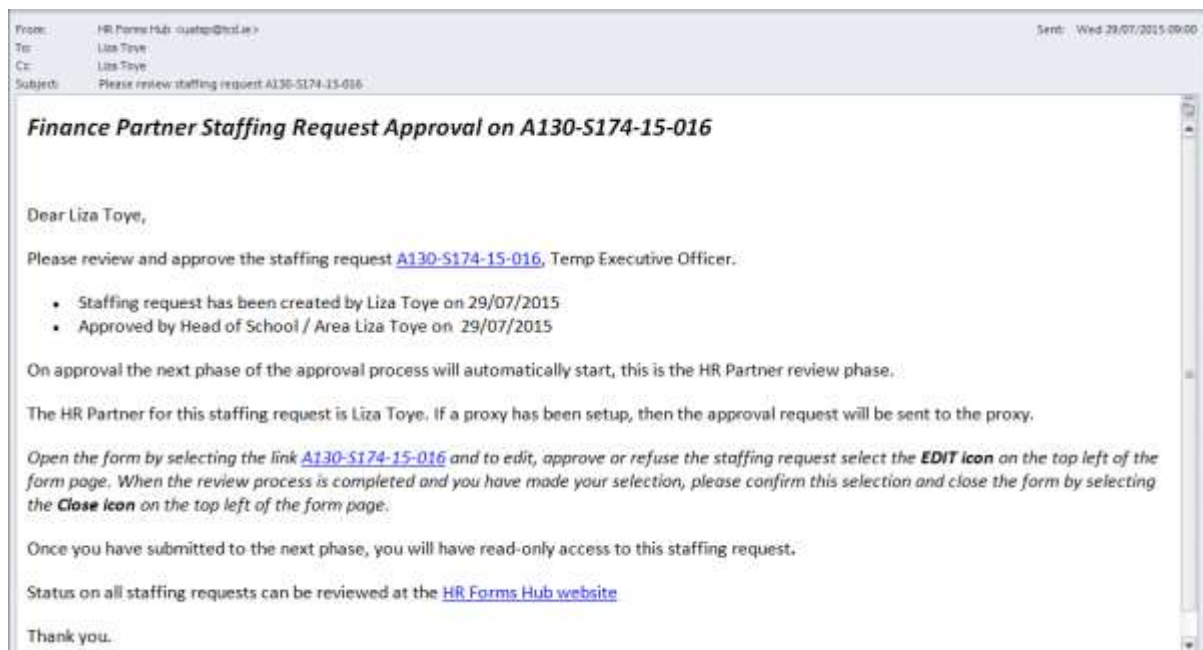 From: HR Forms Hub
Sent: Wed 29/07/2015 09:00
To: Liza Toye
Cc: Liza Toye
Subject: Please review staffing request A130-S174-15-016
Finance Partner Staffing Request Approval on A130-S174-15-016
Dear Liza Toye,
Please review and approve the staffing request A130-S174-15-016, Temp Executive Officer.
• Staffing request has been created by Liza Toye on 29/07/2015
• Approved by Head of School / Area Liza Toye on 29/07/2015
On approval the next phase of the approval process will automatically start, this is the HR Partner review phase.
The HR Partner for this staffing request is Liza Toye. If a proxy has been setup, then the approval request will be sent to the proxy.
Open the form by selecting the link A130-S174-15-016 and to edit, approve or refuse the staffing request select the EDIT icon on the top left of the
form page. When the review process is completed and you have made your selection, please confirm this selection and close the form by selecting
the Close icon on the top left of the form page.
Once you have submitted to the next phase, you will have read-only access to this staffing request.
Status on all staffing requests can be reviewed at the HR Forms Hub website
Thank you.